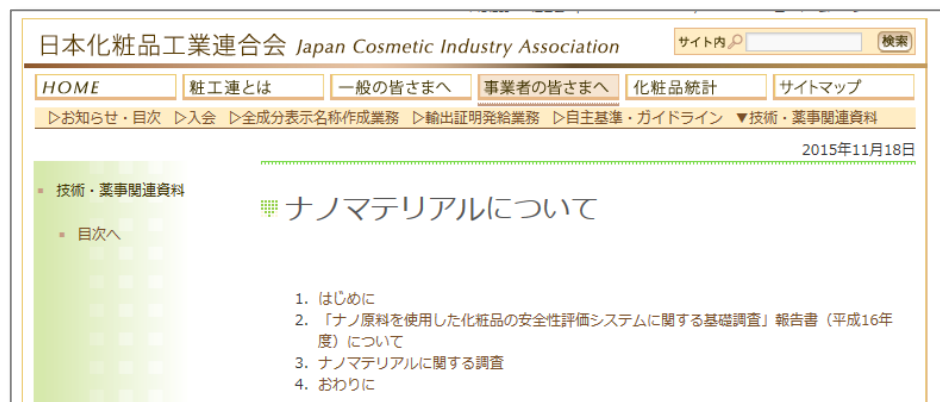 日本化粧品工業連合会 Japan Cosmetic Industry Association サイト内 検索
HOME 粧工連とは 一般の皆さまへ 事業者の皆さまへ 化粧品統計 サイトマップ
▷お知らせ・目次 ▷入会 ▷全成分表示名称作成業務 ▷輸出証明発給業務 ▷自主基準・ガイドライン ▼技術・薬事関連資料
2015年11月18日
技術・薬事関連資料
目次へ
ナノマテリアルについて
1. はじめに
2. 「ナノ原料を使用した化粧品の安全性評価システムに関する基礎調査」報告書（平成16年
度）について
3. ナノマテリアルに関する調査
4. おわりに